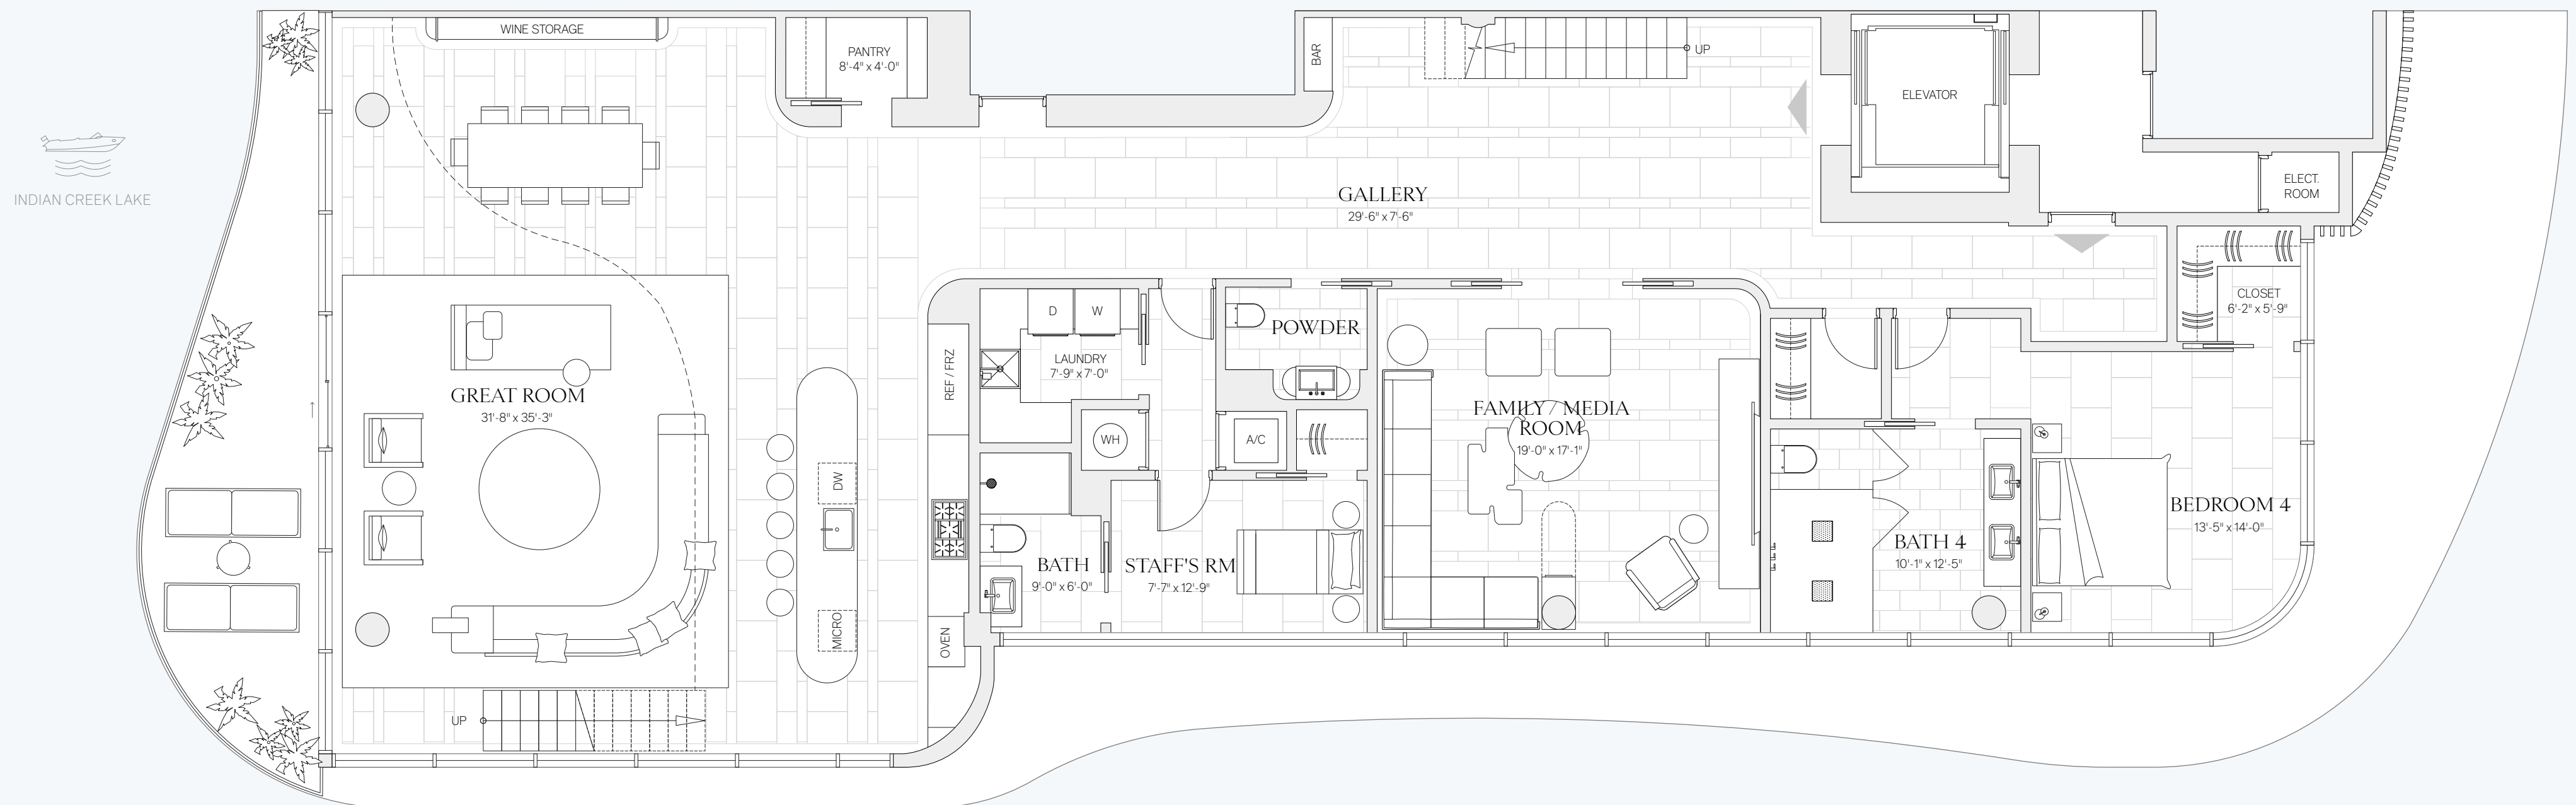 WINE STORAGE
PANTRY
8'-4" x 4'-0"
BAR
UP
ELEVATOR
INDIAN CREEK LAKE
ELECT.
ROOM
GALLERY
29'-6" x 7'-6"
CLOSET
6'-2" x 5'-9"
D
W
POWDER
LAUNDRY
7'-9" x 7'-0"
REF / FRZ
GREAT ROOM
31'-8" x 35'-3"
FAMILY / MEDIA
ROOM
19'-0" x 17'-1"
WH
A/C
DW
BEDROOM 4
13'-5" x 14'-0"
BATH 4
10'-1" x 12'-5"
BATH
9'-0" x 6'-0"
STAFF'S RM
7'-7" x 12'-9"
MICRO
OVEN
UP